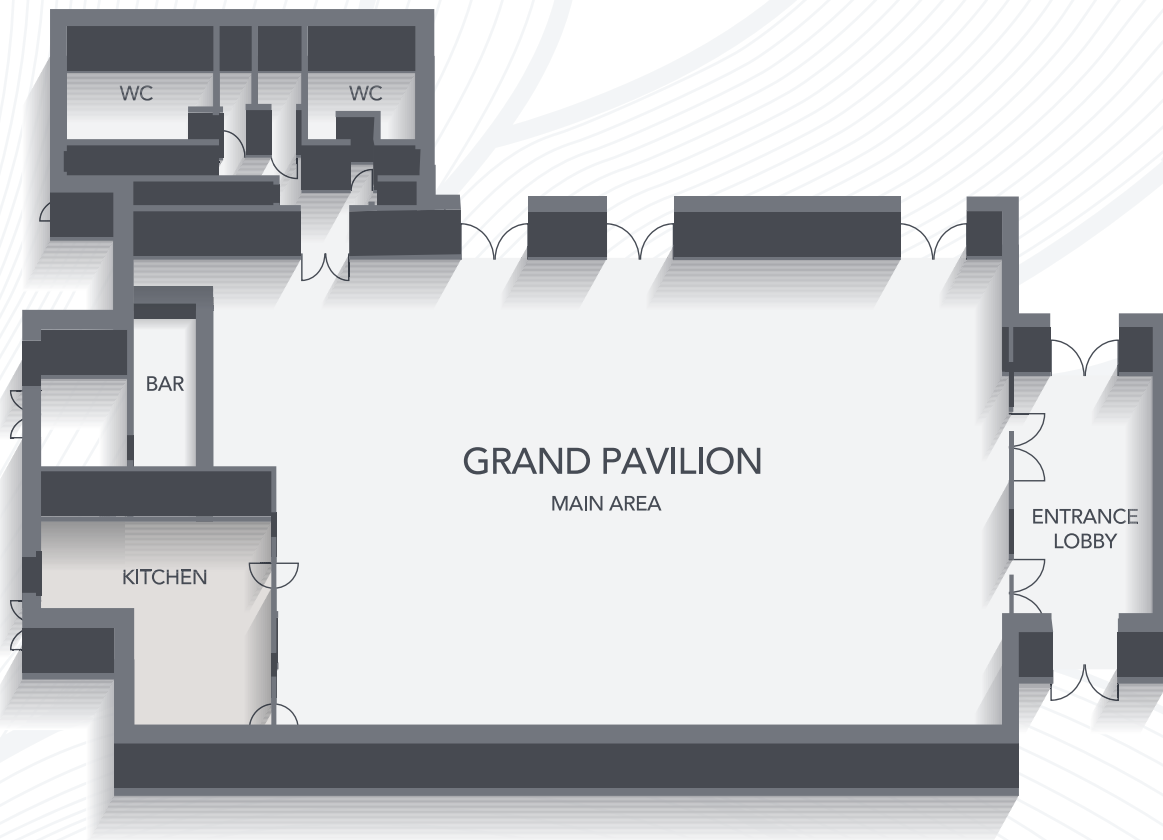 WC
WC
BAR
GRAND PAVILION
MAIN AREA
ENTRANCE
LOBBY
KITCHEN